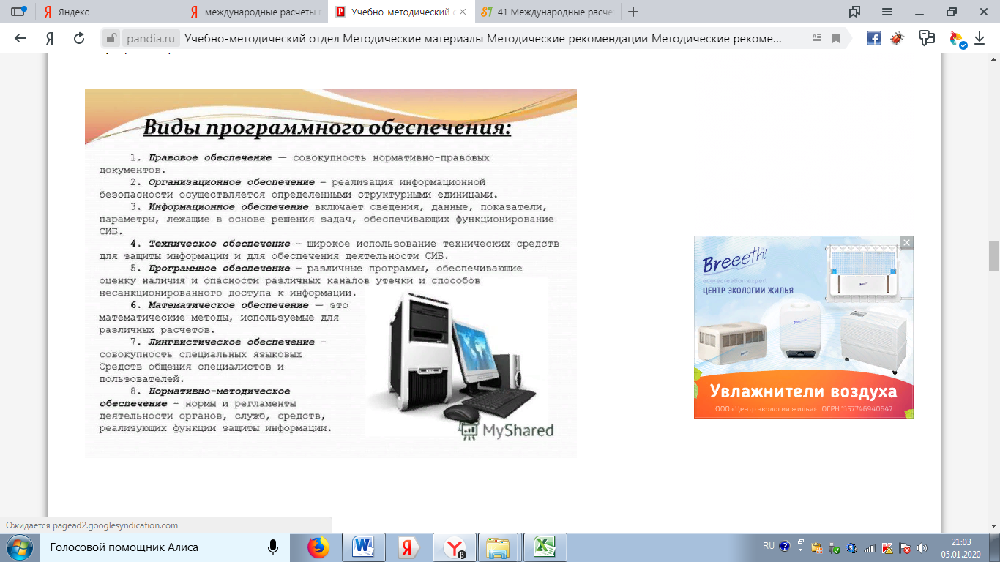 Яндекс
международные расчеты т
Учебно-методический о
41 Международные расче
pandia.ru
Учебно-методический отдел Методические материалы Методические рекомендации Методические рекоме...
Виды программного обеспечения:
1. Правовое обеспечение — совокупность нормативно-правовых
документов.
2. Организационное обеспечение – реализация информационной
безопасности осуществляется определенными структурными единицами.
3. Информационное обеспечение включает сведения, данные, показатели,
параметры, лежащие в основе решения задач, обеспечивающих функционирование
СИБ.
4. Техническое обеспечение – широкое использование технических средств
для защиты информации и для обеспечения деятельности СИБ.
5. Программное обеспечение – различные программы, обеспечивающие
оценку наличия и опасности различных каналов утечки и способов
несанкционированного доступа к информации.
6. Математическое обеспечение — это
математические методы, используемые для
различных расчетов.
7. Лингвистическое обеспечение –
совокупность специальных языковых
Средств общения специалистов и
пользователей.
8. Нормативно-методическое
обеспечение – нормы и регламенты
деятельности органов, служб, средств,
реализующих функции защиты информации.
MyShared
Breeeth!
ecorecreation expert
ЦЕНТР ЭКОЛОГИИ ЖИЛЬЯ
Увлажнители воздуха
ООО «Центр экологии жилья» ОГРН 1157746940647
Ожидается pagead2.googlesyndication.com
Голосовой помощник Алиса
RU
21:03
05.01.2020